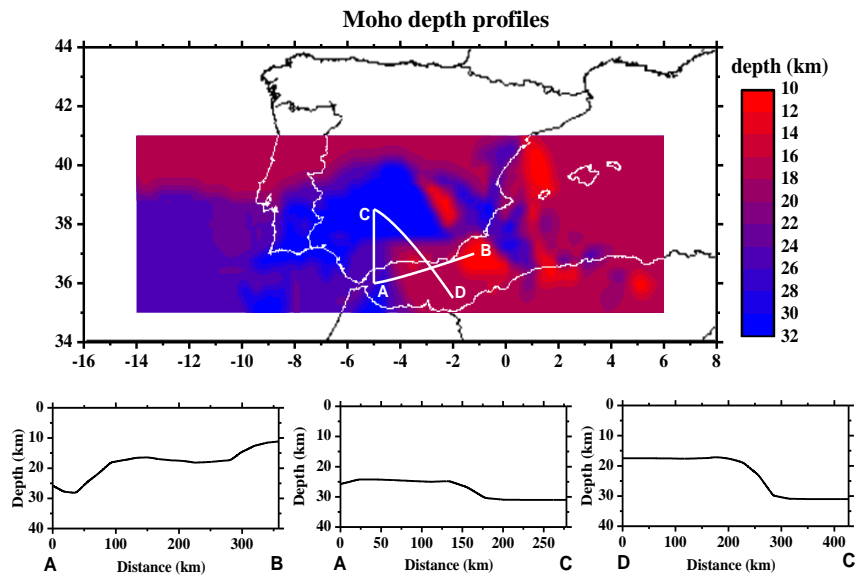 Moho depth profiles
44
42
40
38
36
34
-16 -14 -12 -10 -8 -6 -4 -2 0 2 4 6 8
C
B
A
D
depth (km)
10
12
14
16
18
20
22
24
26
28
30
32
0
10
20
30
40
Depth (km)
0 100 200 300
A Distance (km) B
0
10
20
30
40
Depth (km)
0 50 100 150 200 250
A Distance (km) C
0
10
20
30
40
Depth (km)
0 100 200 300 400
D Distance (km) C